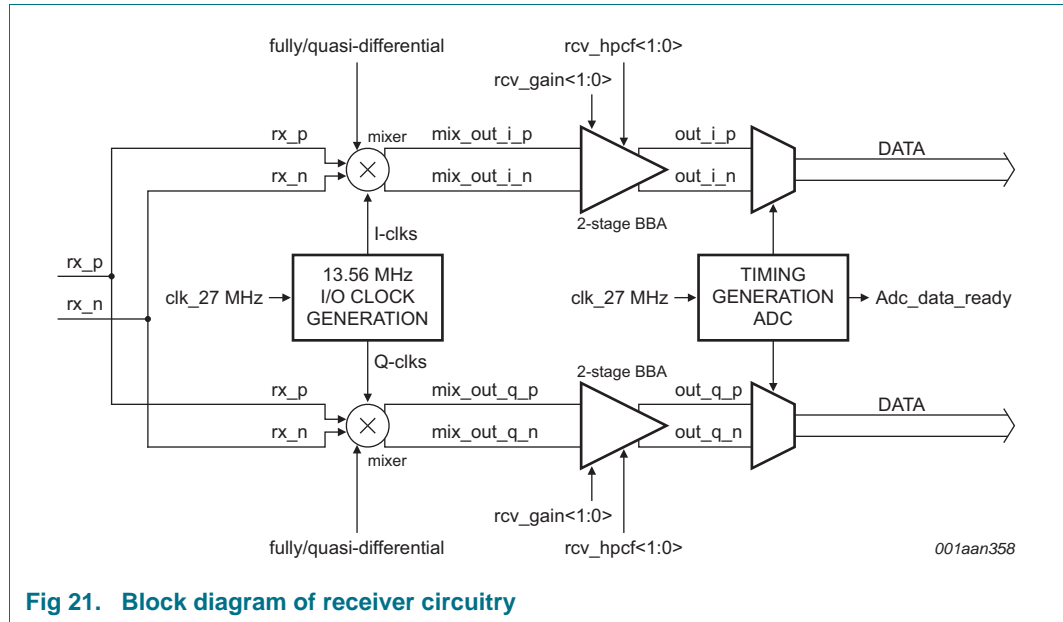 fully/quasi-differential
rcv_hpcf<1:0>
rcv_gain<1:0>
rx_p
mixer
mix_out_i_p
out_i_p
DATA
rx_n
mix_out_i_n
out_i_n
2-stage BBA
I-clks
rx_p
rx_n
clk_27 MHz
13.56 MHz
I/O CLOCK
GENERATION
clk_27 MHz
TIMING
GENERATION
ADC
Adc_data_ready
Q-clks
2-stage BBA
rx_p
mix_out_q_p
out_q_p
DATA
rx_n
mixer
mix_out_q_n
out_q_n
rcv_gain<1:0>
fully/quasi-differential
rcv_hpcf<1:0>
001aan358
Fig 21. Block diagram of receiver circuitry